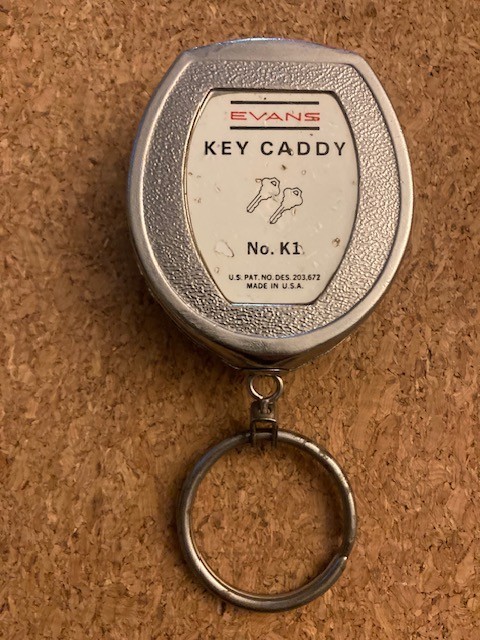 EVANS
KEY CADDY
No. K1
U.S. PAT. NO. DES. 203,672
MADE IN U.S.A.